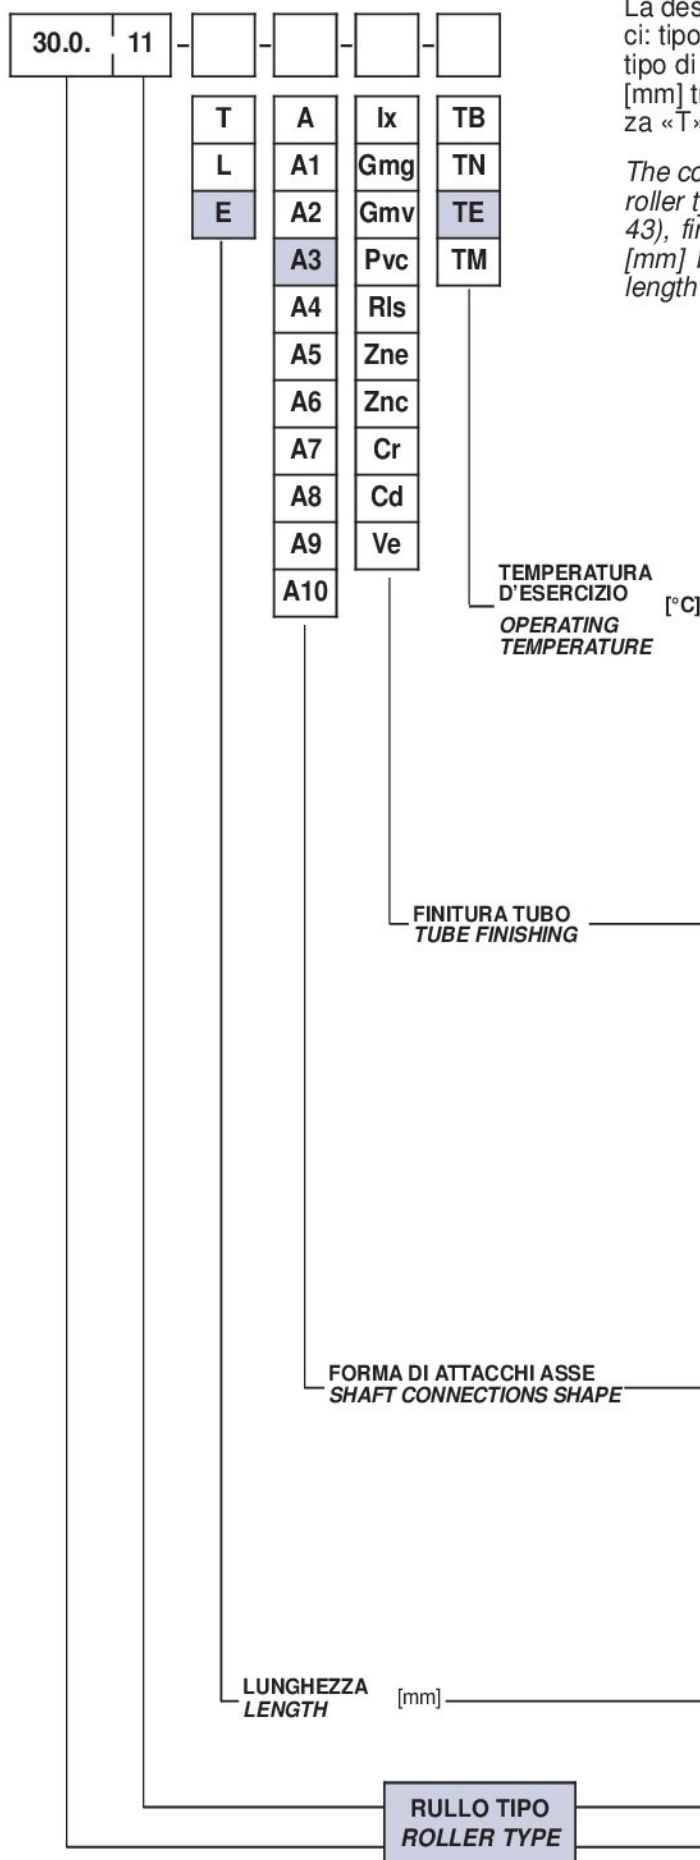 30.0. 11 - - - -
La des
ci: tipo
tipo di
[mm] t
za «T»
The co
roller t
43), fi
[mm]
length
T A Ix TB
L A1 Gmg TN
E A2 Gmv TE
A3 Pvc TM
A4 Rls
A5 Zne
A6 Znc
A7 Cr
A8 Cd
A9 Ve
A10
TEMPERATURA
D'ESERCIZIO [°C]
OPERATING
TEMPERATURE
FINITURA TUBO
TUBE FINISHING
FORMA DI ATTACCHI ASSE
SHAFT CONNECTIONS SHAPE
LUNGHEZZA [mm]
LENGTH
RULLO TIPO
ROLLER TYPE